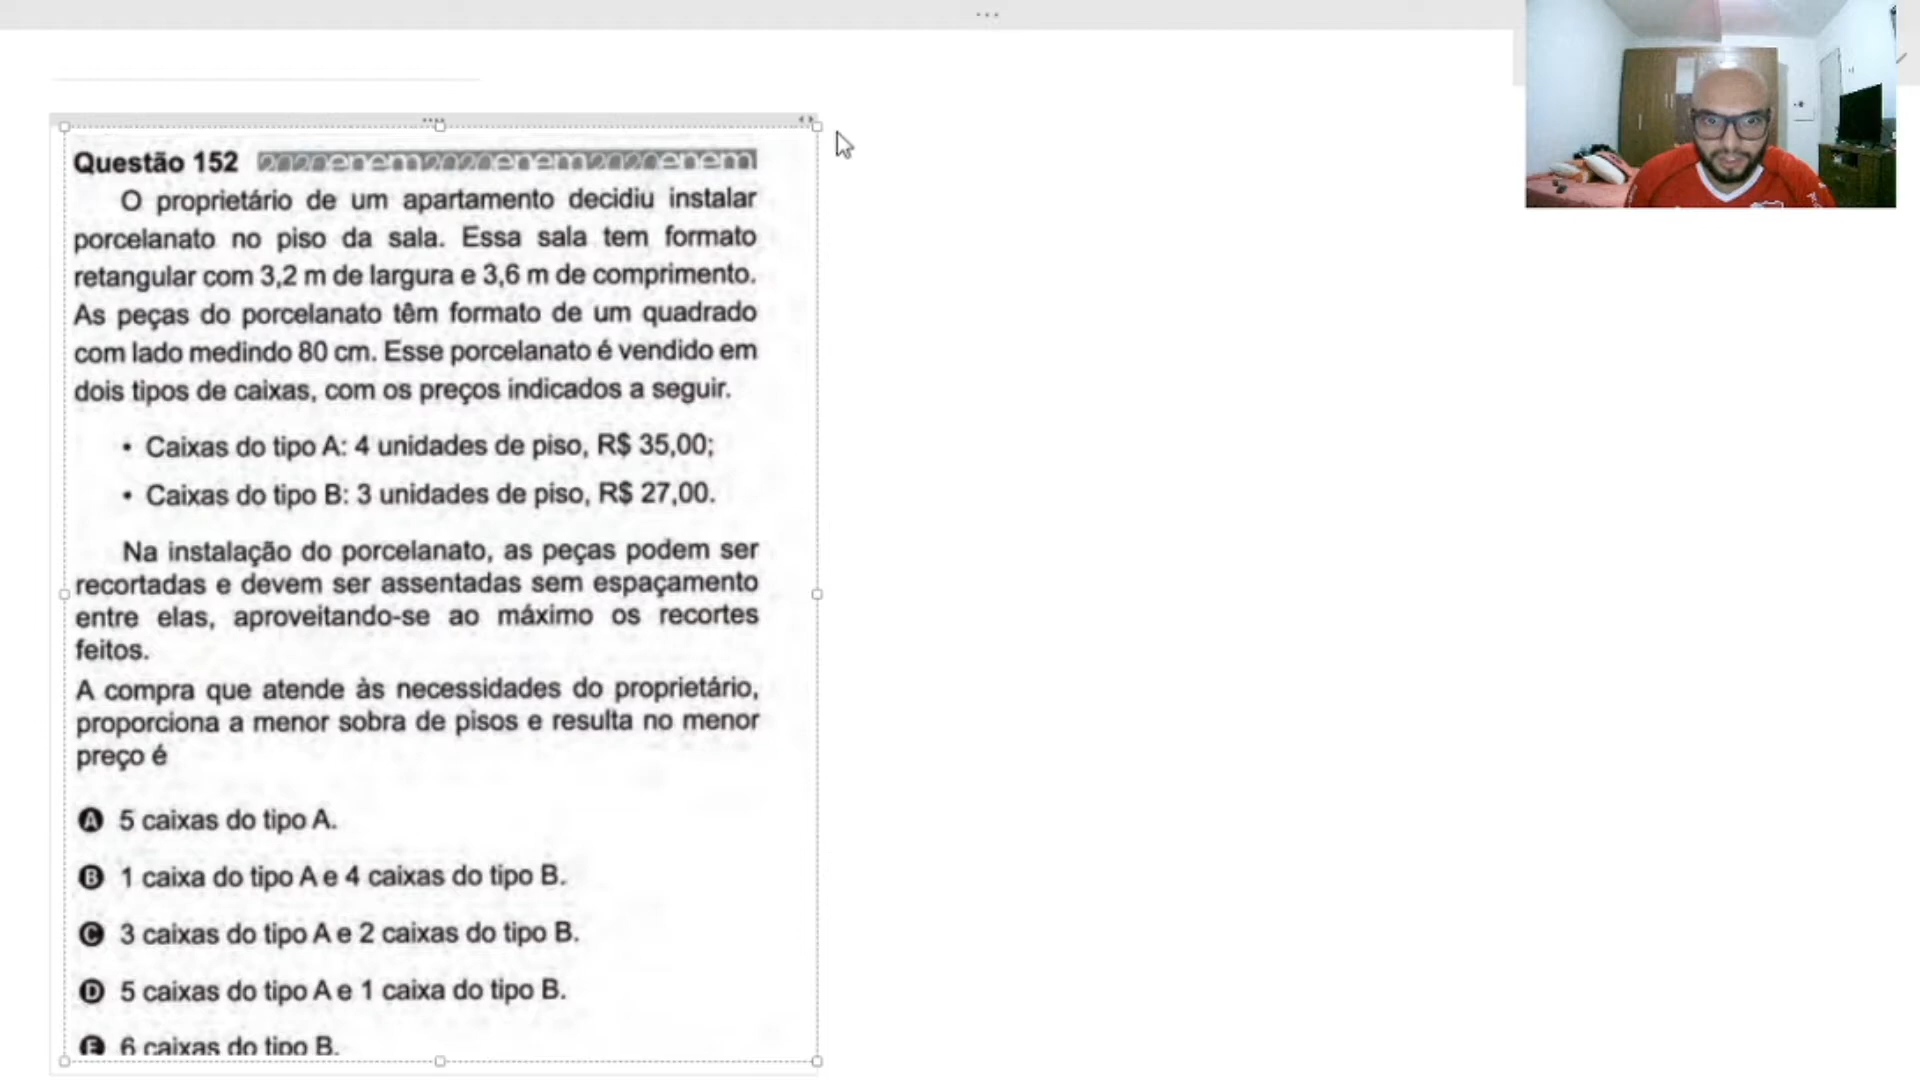 Questão 152 2020enem2020enem2020enem
O proprietário de um apartamento decidiu instalar
porcelanato no piso da sala. Essa sala tem formato
retangular com 3,2 m de largura e 3,6 m de comprimento.
As peças do porcelanato têm formato de um quadrado
com lado medindo 80 cm. Esse porcelanato é vendido em
dois tipos de caixas, com os preços indicados a seguir.
• Caixas do tipo A: 4 unidades de piso, R$ 35,00;
• Caixas do tipo B: 3 unidades de piso, R$ 27,00.
Na instalação do porcelanato, as peças podem ser
recortadas e devem ser assentadas sem espaçamento
entre elas, aproveitando-se ao máximo os recortes
feitos.
A compra que atende às necessidades do proprietário,
proporciona a menor sobra de pisos e resulta no menor
preço é
A 5 caixas do tipo A.
B 1 caixa do tipo A e 4 caixas do tipo B.
C 3 caixas do tipo A e 2 caixas do tipo B.
D 5 caixas do tipo A e 1 caixa do tipo B.
E 6 caixas do tipo B.